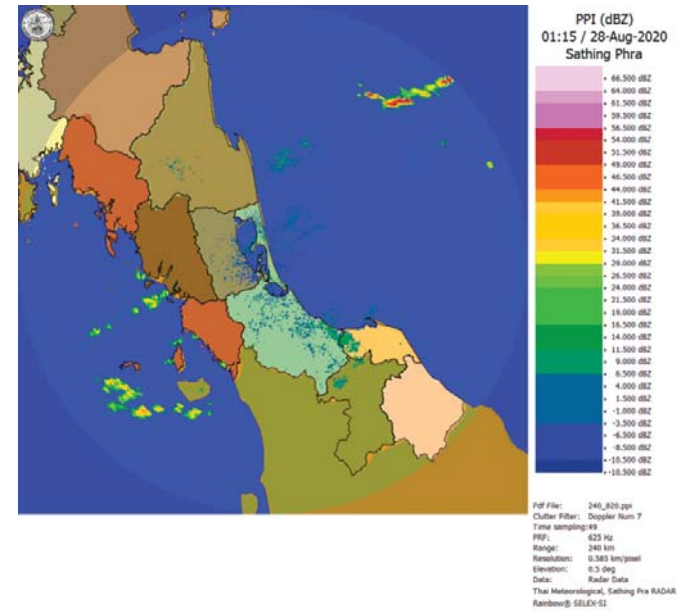 PPI (dBZ)
01:15 / 28-Aug-2020
Sathing Phra
66.500 dBZ
64.000 dBZ
61.500 dBZ
59.500 dBZ
56.500 dBZ
54.000 dBZ
51.500 dBZ
49.000 dBZ
46.500 dBZ
44.000 dBZ
41.500 dBZ
39.000 dBZ
36.500 dBZ
34.000 dBZ
31.500 dBZ
29.000 dBZ
26.500 dBZ
24.000 dBZ
21.500 dBZ
19.000 dBZ
16.500 dBZ
14.000 dBZ
11.500 dBZ
9.000 dBZ
6.500 dBZ
4.000 dBZ
1.500 dBZ
-1.000 dBZ
-3.500 dBZ
-6.500 dBZ
-8.500 dBZ
-10.500 dBZ
-10.500 dBZ
Pdf File: 240_820.ppi
Clutter Filter: Doppler Num 7
Time sampling:49
PRF: 625 Hz
Range: 240 km
Resolution: 0.585 km/pixel
Elevation: 0.5 deg
Data: Radar Data
Thai Meteorological, Sathing Pra RADAR
Rainbow® SELEX-SI